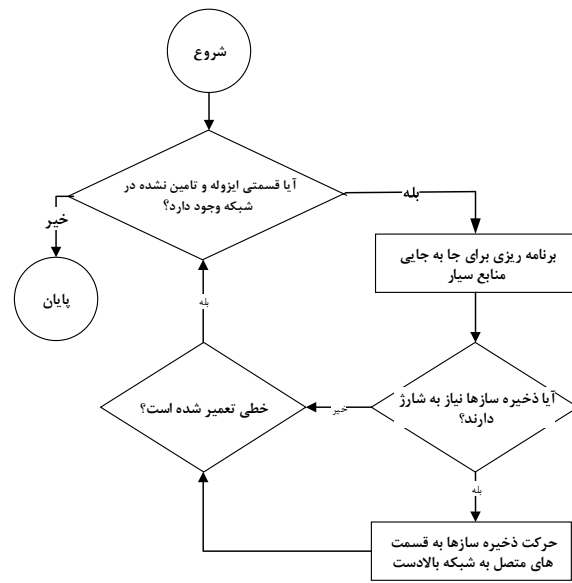 شروع
آیا قسمتی ایزوله و تامین نشده در
شبکه وجود دارد؟
بله
خیر
برنامه ریزی برای جا به جایی
منابع سیار
پایان
بله
آیا ذخیره سازها نیاز به شارژ
دارند؟
خیر
خطی تعمیر شده است؟
بله
حرکت ذخیره سازها به قسمت
های متصل به شبکه بالادست